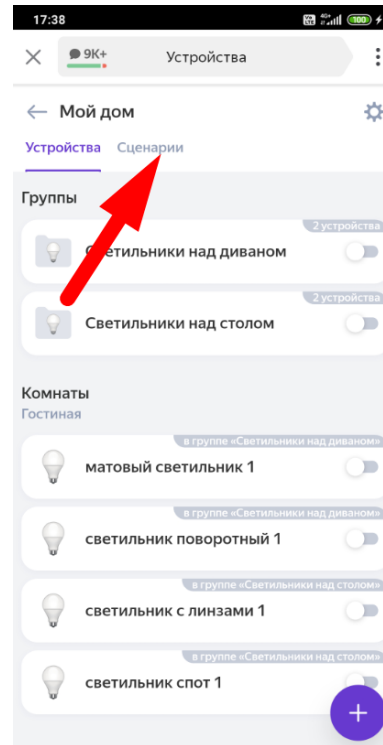 17:38
4G+
100
9K+
Устройства
Мой дом
Устройства Сценарии
Группы
2 устройства
Светильники над диваном
2 устройства
Светильники над столом
Комнаты
Гостиная
в группе «Светильники над диваном»
матовый светильник 1
в группе «Светильники над диваном»
светильник поворотный 1
в группе «Светильники над столом»
светильник с линзами 1
в группе «Светильники над столом»
светильник спот 1